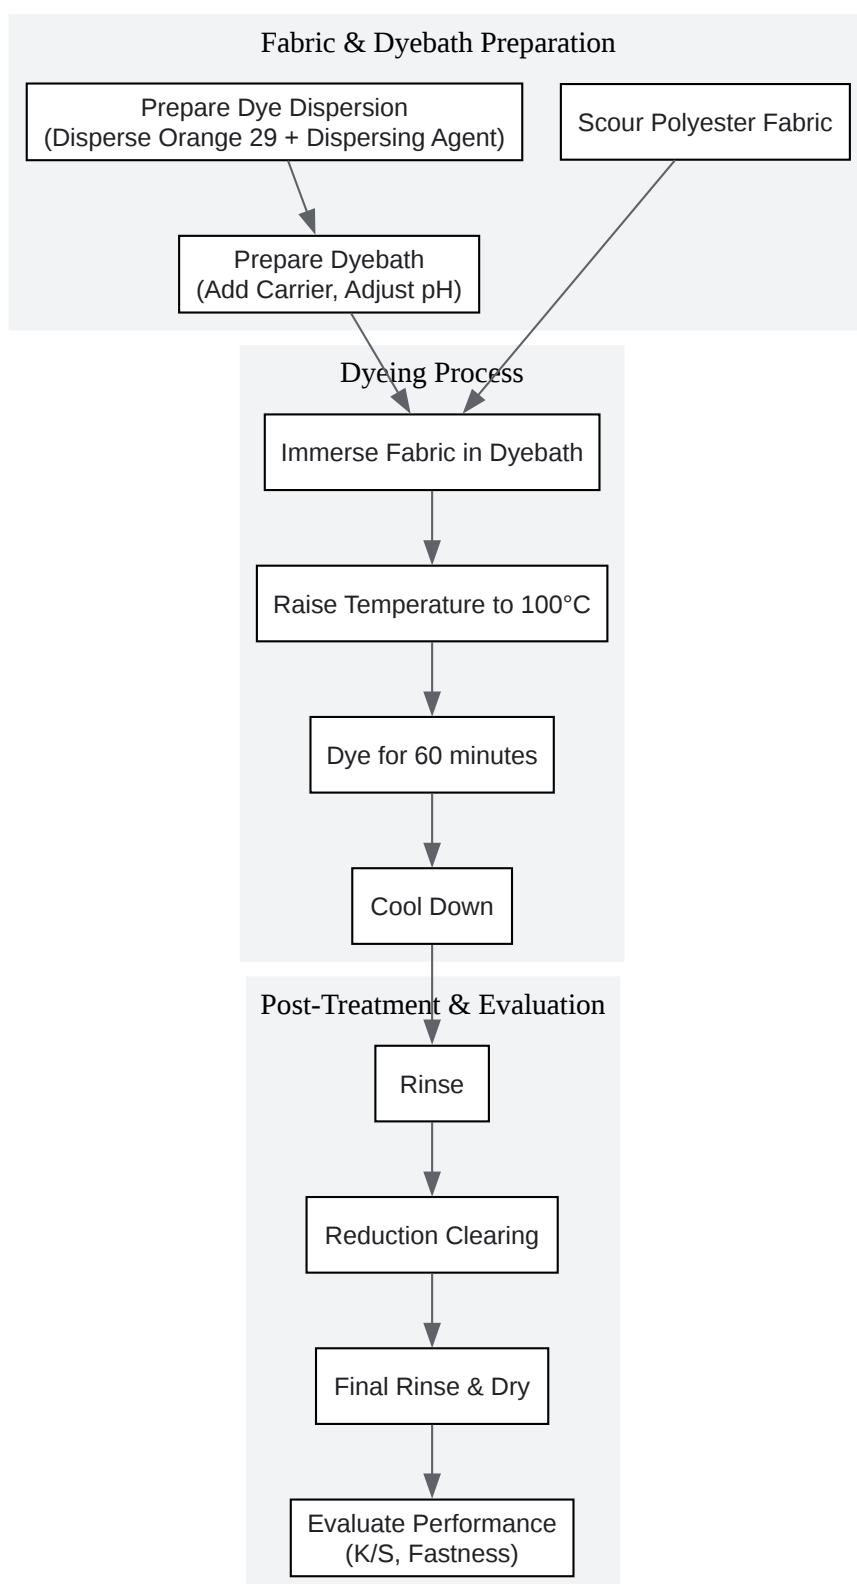 Fabric & Dyebath Preparation
Prepare Dye Dispersion
(Disperse Orange 29 + Dispersing Agent)
Scour Polyester Fabric
Prepare Dyebath
(Add Carrier, Adjust pH)
Dyeing Process
Immerse Fabric in Dyebath
Raise Temperature to 100°C
Dye for 60 minutes
Cool Down
Post-Treatment & Evaluation
Rinse
Reduction Clearing
Final Rinse & Dry
Evaluate Performance
(K/S, Fastness)